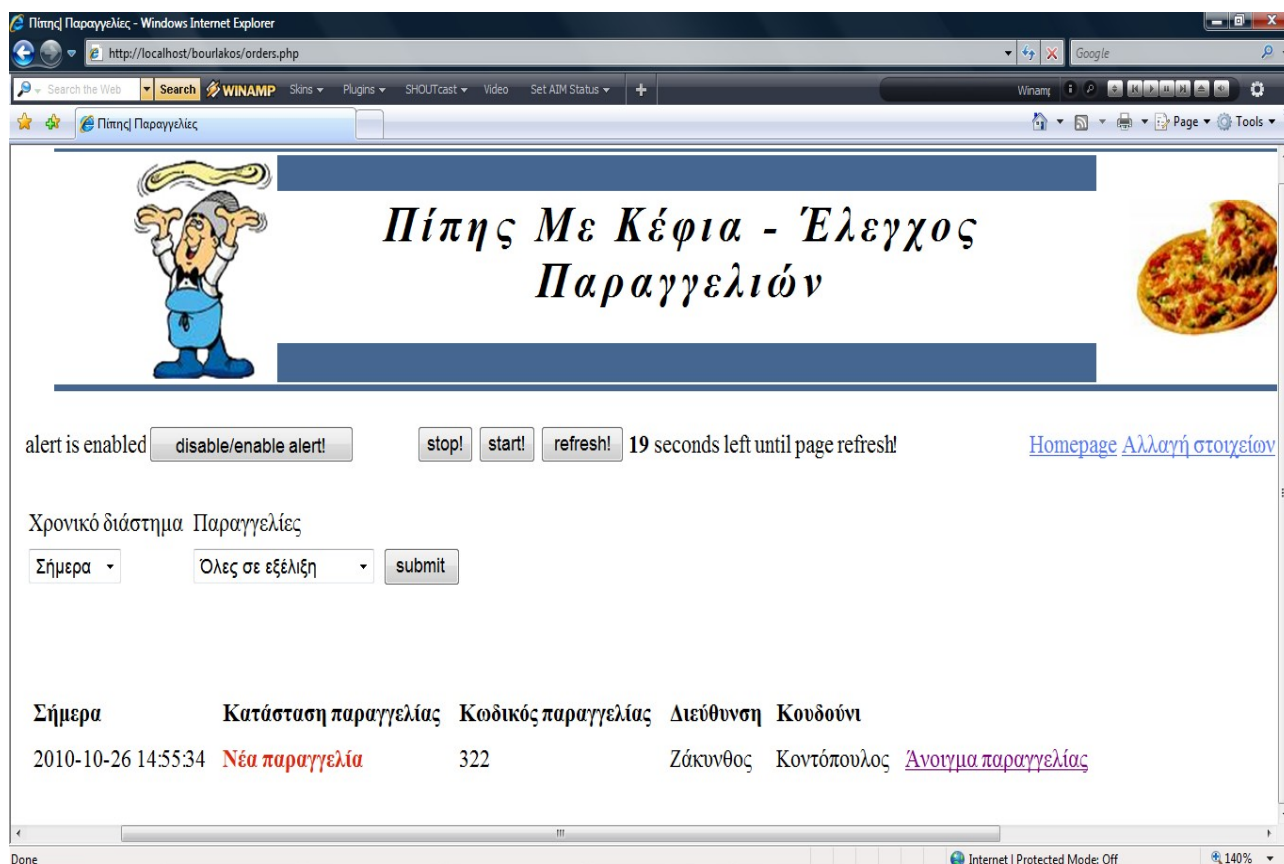 Πίπης| Παραγγελίες - Windows Internet Explorer
http://localhost/bourlakos/orders.php
Google
Search the Web Search WINAMP Skins Plugins SHOUTcast Video Set AIM Status
Πίπης| Παραγγελίες
Page Tools
Πίπης Με Κέφια - Έλεγχος
Παραγγελιών
alert is enabled disable/enable alert! stop! start! refresh! 19 seconds left until page refresh! Homepage Αλλαγή στοιχείων
Χρονικό διάστημα Παραγγελίες
Σήμερα Όλες σε εξέλιξη submit
Σήμερα Κατάσταση παραγγελίας Κωδικός παραγγελίας Διεύθυνση Κουδούνι
2010-10-26 14:55:34 Νέα παραγγελία 322 Ζάκυνθος Κοντόπουλος Άνοιγμα παραγγελίας
Done Internet | Protected Mode: Off 140%